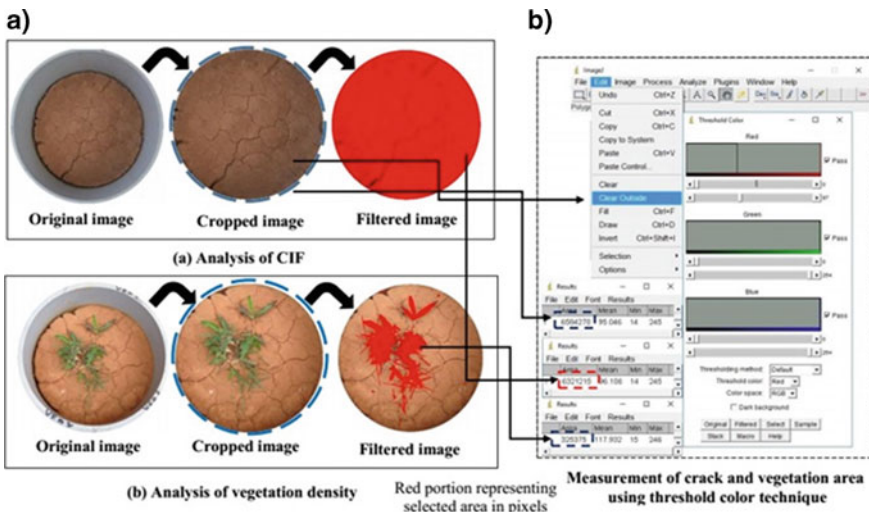 a)
b)
Original image
Cropped image
Filtered image
(a) Analysis of CIF
Original image
Cropped image
Filtered image
(b) Analysis of vegetation density
Red portion representing
selected area in pixels
ImageJ
File Edit Image Process Analyze Plugins Window Help
Undo Ctrl+Z
Cut Ctrl+X
Copy Ctrl+C
Copy to System
Paste Ctrl+V
Paste Control...
Clear
Clear Outside
Fill Ctrl+F
Draw Ctrl+D
Invert Ctrl+Shift+I
Selection
Options
Threshold Color
Red
Pass
Green
Pass
Blue
Pass
Thresholding method: Default
Threshold color: Red
Color space: RGB
Dark background
Original Filtered Select Sample
Stack Macro Help
Results
File Edit Font Results
Area Mean Min Max
95.046 14 245
Results
File Edit Font Results
Area Mean Min Max
6321215 96.108 14 245
Results
File Edit Font Results
Area Mean Min Max
325375 117.932 15 246
Measurement of crack and vegetation area
using threshold color technique